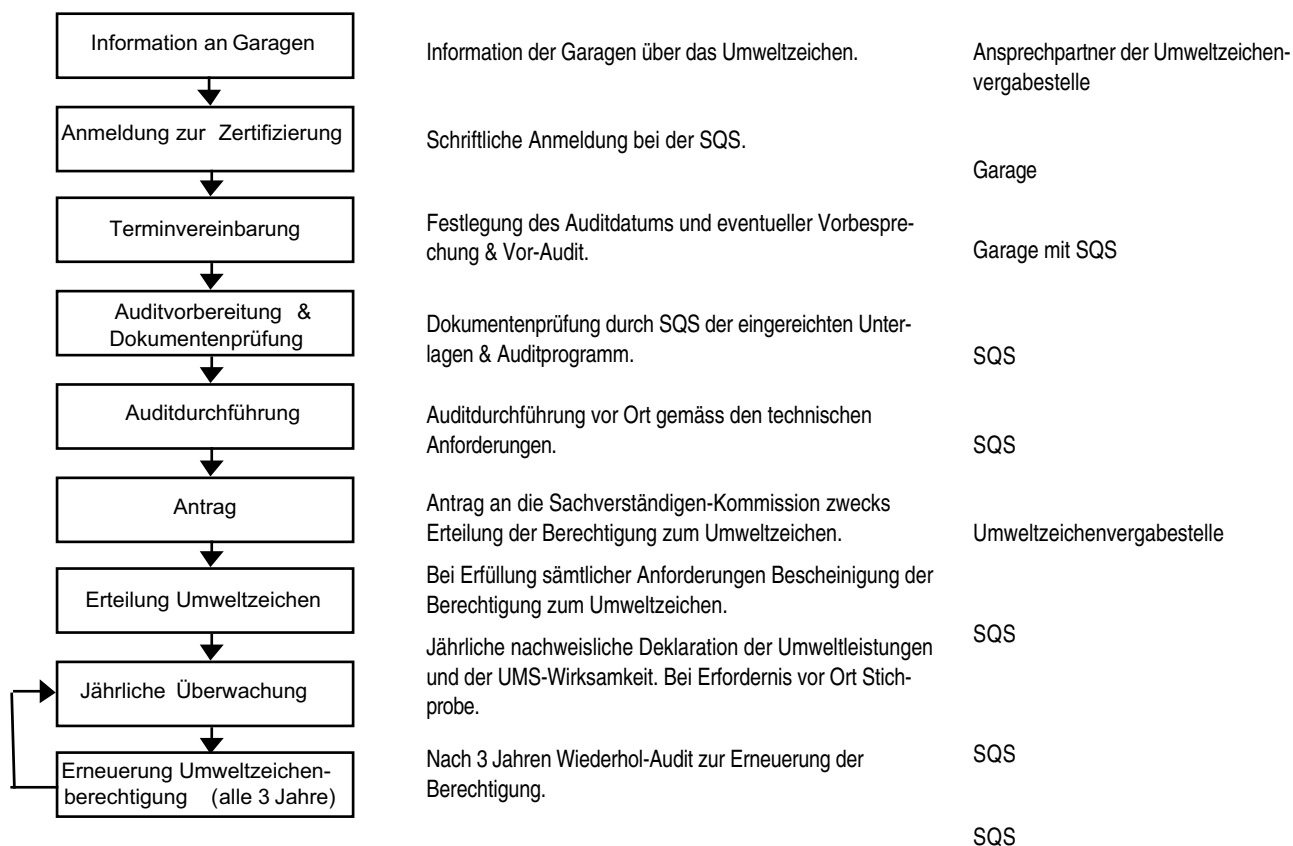 Information an Garagen
Information der Garagen über das Umweltzeichen.
Ansprechpartner der Umweltzeichen-
vergabestelle
Anmeldung zur Zertifizierung
Schriftliche Anmeldung bei der SQS.
Garage
Terminvereinbarung
Festlegung des Auditdatums und eventueller Vorbespre-
chung & Vor-Audit.
Garage mit SQS
Auditvorbereitung &
Dokumentenprüfung
Dokumentenprüfung durch SQS der eingereichten Unter-
lagen & Auditprogramm.
SQS
Auditdurchführung
Auditdurchführung vor Ort gemäss den technischen
Anforderungen.
SQS
Antrag
Antrag an die Sachverständigen-Kommission zwecks
Erteilung der Berechtigung zum Umweltzeichen.
Umweltzeichenvergabestelle
Erteilung Umweltzeichen
Bei Erfüllung sämtlicher Anforderungen Bescheinigung der
Berechtigung zum Umweltzeichen.
SQS
Jährliche Überwachung
Jährliche nachweisliche Deklaration der Umweltleistungen
und der UMS-Wirksamkeit. Bei Erfordernis vor Ort Stich-
probe.
SQS
Erneuerung Umweltzeichen-
berechtigung (alle 3 Jahre)
Nach 3 Jahren Wiederhol-Audit zur Erneuerung der
Berechtigung.
SQS